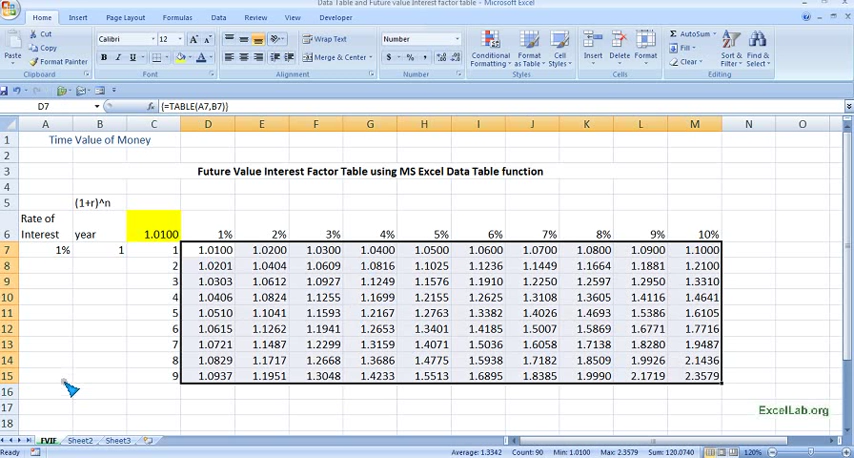 Data Table and Future value Interest factor table - Microsoft Excel
Home Insert Page Layout Formulas Data Review View Developer
Paste Cut Calibri 12 Wrap Text Number Conditional Formatting Format as Table Cell Styles Insert Delete Format AutoSum Sort & Filter Find & Select
Copy Fill
Format Painter B I U Merge & Center $ % , Clear
Clipboard Font Alignment Number Styles Cells Editing
D7 fx {=TABLE(A7,B7)}
A B C D E F G H I J K L M N O
1 Time Value of Money
2
3 Future Value Interest Factor Table using MS Excel Data Table function
4
5 (1+r)^n
6 Rate of Interest year 1.0100 1% 2% 3% 4% 5% 6% 7% 8% 9% 10%
7 1% 1 1 1.0100 1.0200 1.0300 1.0400 1.0500 1.0600 1.0700 1.0800 1.0900 1.1000
8 2 1.0201 1.0404 1.0609 1.0816 1.1025 1.1236 1.1449 1.1664 1.1881 1.2100
9 3 1.0303 1.0612 1.0927 1.1249 1.1576 1.1910 1.2250 1.2597 1.2950 1.3310
10 4 1.0406 1.0824 1.1255 1.1699 1.2155 1.2625 1.3108 1.3605 1.4116 1.4641
11 5 1.0510 1.1041 1.1593 1.2167 1.2763 1.3382 1.4026 1.4693 1.5386 1.6105
12 6 1.0615 1.1262 1.1941 1.2653 1.3401 1.4185 1.5007 1.5869 1.6771 1.7716
13 7 1.0721 1.1487 1.2299 1.3159 1.4071 1.5036 1.6058 1.7138 1.8280 1.9487
14 8 1.0829 1.1717 1.2668 1.3686 1.4775 1.5938 1.7182 1.8509 1.9926 2.1436
15 9 1.0937 1.1951 1.3048 1.4233 1.5513 1.6895 1.8385 1.9990 2.1719 2.3579
16
17 ExcelLab.org
18
FVIF Sheet2 Sheet3
Ready Average: 1.3342 Count: 90 Min: 1.0100 Max: 2.3579 Sum: 120.0740 120%